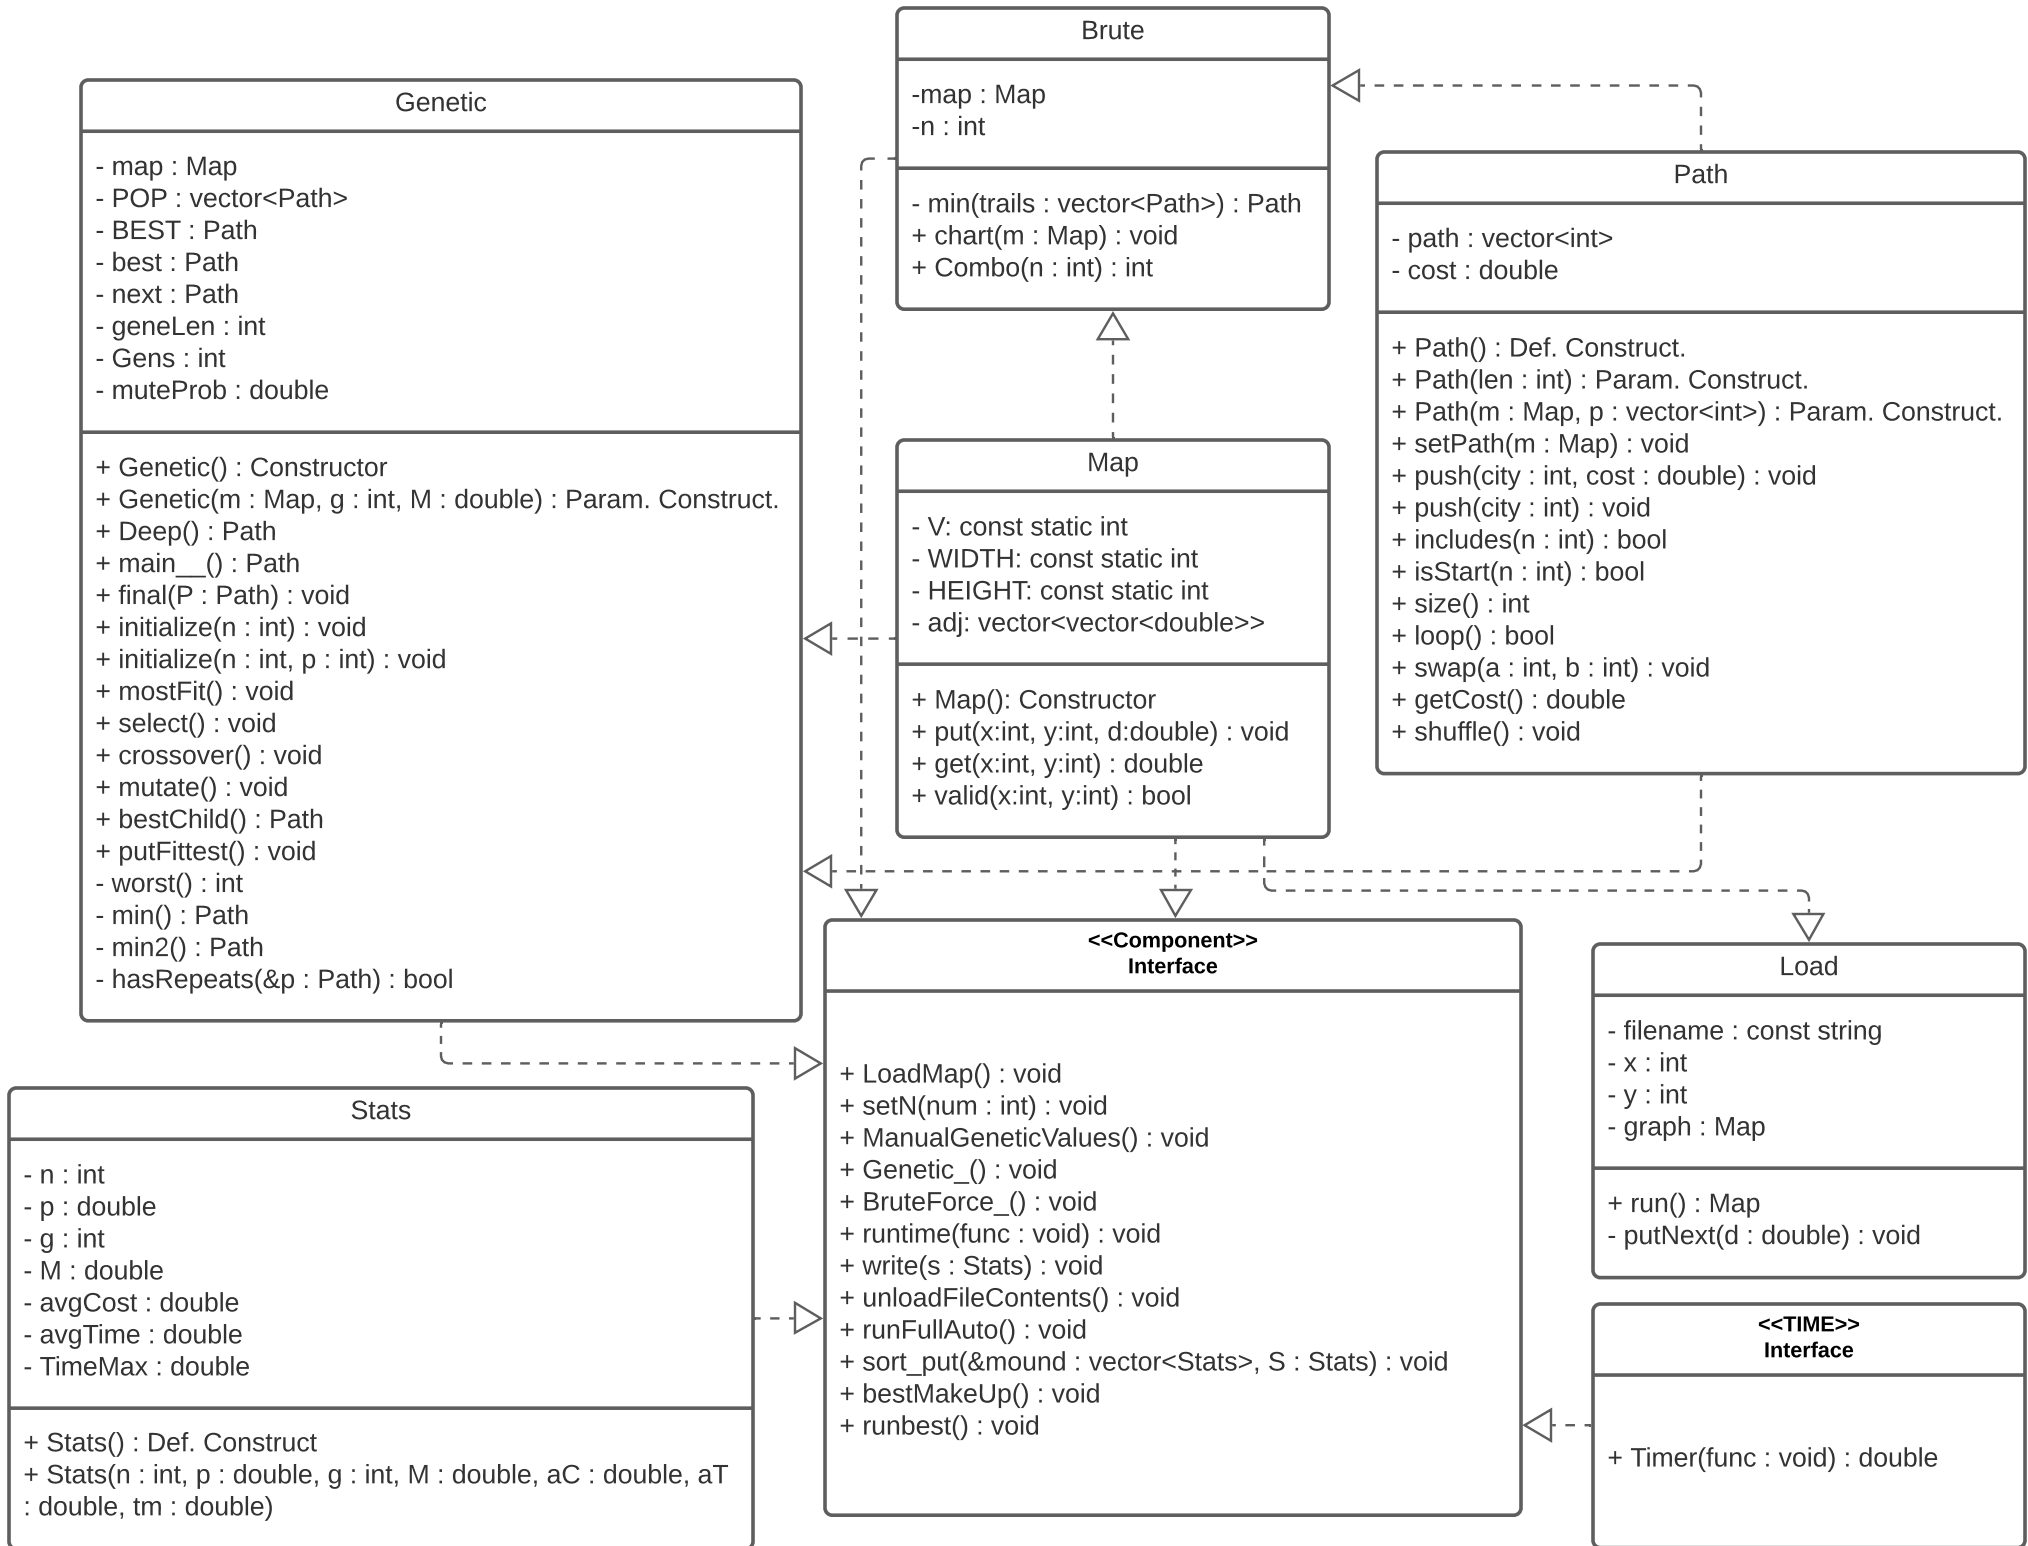 Brute
-map : Map
-n : int
- min(trails : vector<Path>) : Path
+ chart(m : Map) : void
+ Combo(n : int) : int
Genetic
- map : Map
- POP : vector<Path>
- BEST : Path
- best : Path
- next : Path
- geneLen : int
- Gens : int
- muteProb : double
+ Genetic() : Constructor
+ Genetic(m : Map, g : int, M : double) : Param. Construct.
+ Deep() : Path
+ main__() : Path
+ final(P : Path) : void
+ initialize(n : int) : void
+ initialize(n : int, p : int) : void
+ mostFit() : void
+ select() : void
+ crossover() : void
+ mutate() : void
+ bestChild() : Path
+ putFittest() : void
- worst() : int
- min() : Path
- min2() : Path
- hasRepeats(&p : Path) : bool
Path
- path : vector<int>
- cost : double
+ Path() : Def. Construct.
+ Path(len : int) : Param. Construct.
+ Path(m : Map, p : vector<int>) : Param. Construct.
+ setPath(m : Map) : void
+ push(city : int, cost : double) : void
+ push(city : int) : void
+ includes(n : int) : bool
+ isStart(n : int) : bool
+ size() : int
+ loop() : bool
+ swap(a : int, b : int) : void
+ getCost() : double
+ shuffle() : void
Map
- V: const static int
- WIDTH: const static int
- HEIGHT: const static int
- adj: vector<vector<double>>
+ Map(): Constructor
+ put(x:int, y:int, d:double) : void
+ get(x:int, y:int) : double
+ valid(x:int, y:int) : bool
<<Component>>
Interface
+ LoadMap() : void
+ setN(num : int) : void
+ ManualGeneticValues() : void
+ Genetic_() : void
+ BruteForce_() : void
+ runtime(func : void) : void
+ write(s : Stats) : void
+ unloadFileContents() : void
+ runFullAuto() : void
+ sort_put(&mound : vector<Stats>, S : Stats) : void
+ bestMakeUp() : void
+ runbest() : void
Load
- filename : const string
- x : int
- y : int
- graph : Map
+ run() : Map
- putNext(d : double) : void
Stats
- n : int
- p : double
- g : int
- M : double
- avgCost : double
- avgTime : double
- TimeMax : double
+ Stats() : Def. Construct
+ Stats(n : int, p : double, g : int, M : double, aC : double, aT
: double, tm : double)
<<TIME>>
Interface
+ Timer(func : void) : double